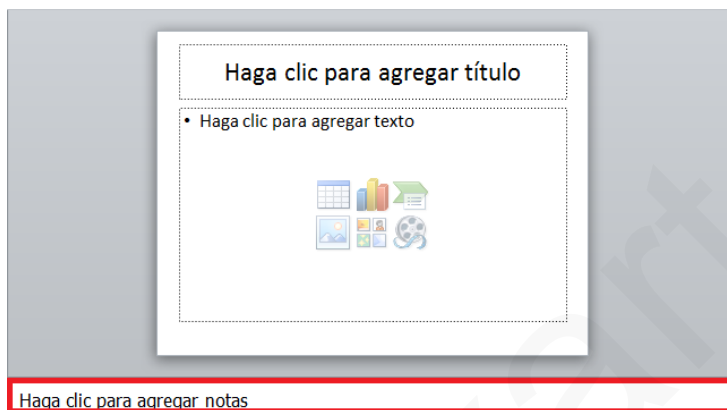 Haga clic para agregar título
• Haga clic para agregar texto
Haga clic para agregar notas